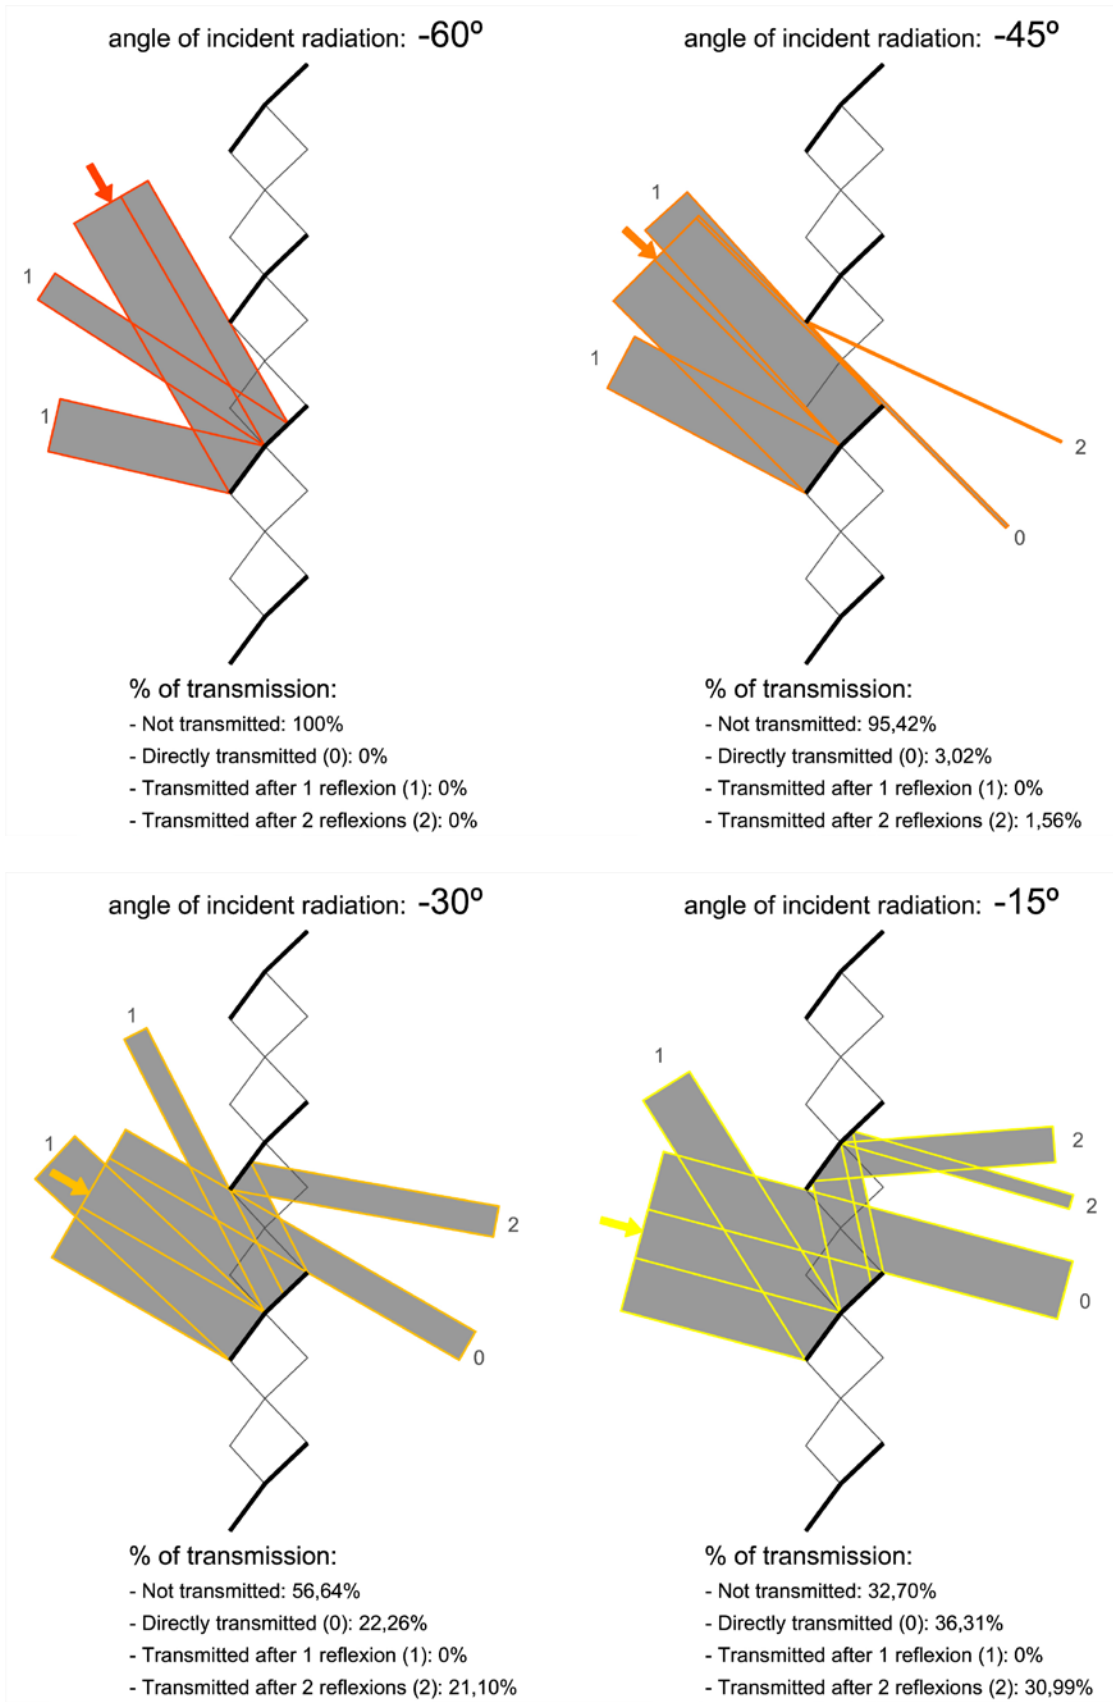 angle of incident radiation: -60º
1
1
% of transmission:
- Not transmitted: 100%
- Directly transmitted (0): 0%
- Transmitted after 1 reflexion (1): 0%
- Transmitted after 2 reflexions (2): 0%
angle of incident radiation: -45º
1
1
2
0
% of transmission:
- Not transmitted: 95,42%
- Directly transmitted (0): 3,02%
- Transmitted after 1 reflexion (1): 0%
- Transmitted after 2 reflexions (2): 1,56%
angle of incident radiation: -30º
1
1
2
0
% of transmission:
- Not transmitted: 56,64%
- Directly transmitted (0): 22,26%
- Transmitted after 1 reflexion (1): 0%
- Transmitted after 2 reflexions (2): 21,10%
angle of incident radiation: -15º
1
2
2
0
% of transmission:
- Not transmitted: 32,70%
- Directly transmitted (0): 36,31%
- Transmitted after 1 reflexion (1): 0%
- Transmitted after 2 reflexions (2): 30,99%